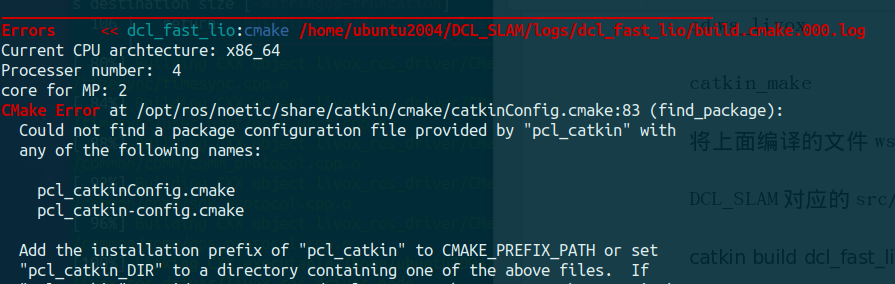 s destination size [
Errors << dcl_fast_lio:cmake /home/ubuntu2004/DCL_SLAM/logs/dcl_fast_lio/build.cmake.000.log
Current CPU archtecture: x86_64
Processer number: 4
core for MP: 2
CMake Error at /opt/ros/noetic/share/catkin/cmake/catkinConfig.cmake:83 (find_package):
Could not find a package configuration file provided by "pcl_catkin" with
any of the following names:
pcl_catkinConfig.cmake
pcl_catkin-config.cmake
Add the installation prefix of "pcl_catkin" to CMAKE_PREFIX_PATH or set
"pcl_catkin_DIR" to a directory containing one of the above files. If
catkin_make
将上面编译的文件 ws
DCL_SLAM 对应的 src/
catkin build dcl_fast_li